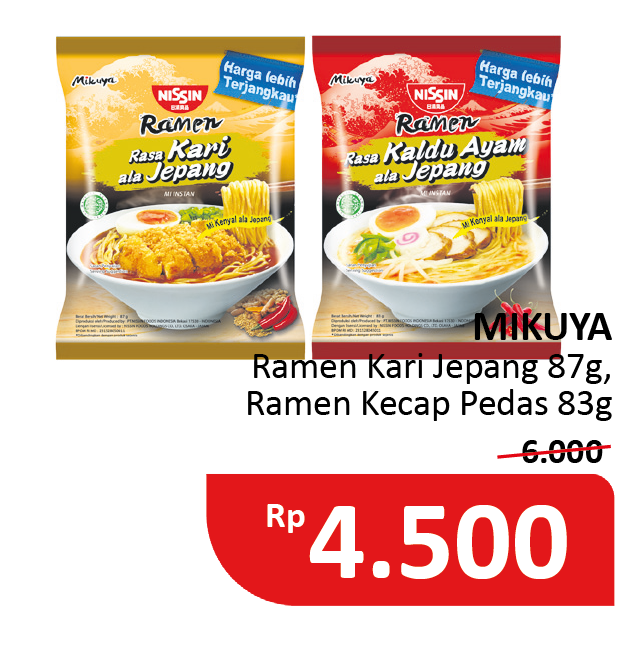 Mikuya
NISSIN
Harga lebih
Terjangkau
Ramen
Rasa Kari
ala Jepang
MI INSTAN
Mi Kenyal ala Jepang
Mikuya
NISSIN
Harga lebih
Terjangkau
Ramen
Rasa Kaldu Ayam
ala Jepang
MI INSTAN
Mi Kenyal ala Jepang
MIKUYA
Ramen Kari Jepang 87g,
Ramen Kecap Pedas 83g
6.000
Rp 4.500